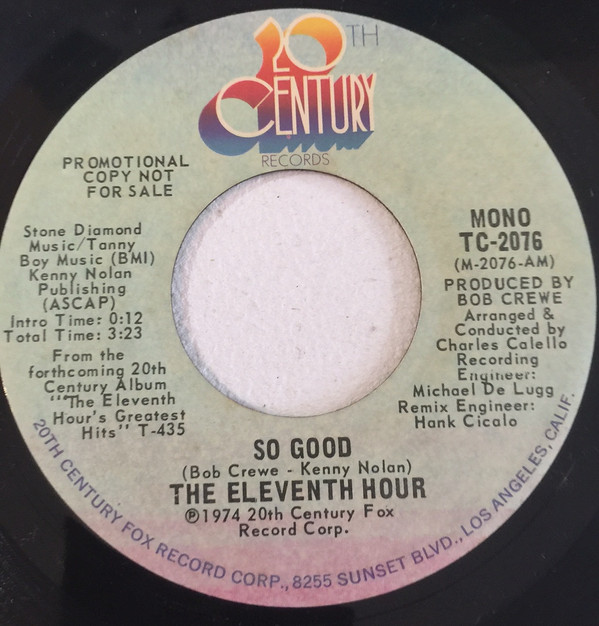 20TH
CENTURY
RECORDS
PROMOTIONAL
COPY NOT
FOR SALE
Stone Diamond
Music/Tanny
Boy Music (BMI)
Kenny Nolan
Publishing
(ASCAP)
Intro Time: 0:12
Total Time: 3:23
From the
forthcoming 20th
Century Album
"'The Eleventh
Hour's Greatest
Hits" T-435
MONO
TC-2076
(M-2076-AM)
PRODUCED BY
BOB CREWE
Arranged &
Conducted by
Charles Calello
Recording
Engineer:
Michael De Lugg
Remix Engineer:
Hank Cicalo
SO GOOD
(Bob Crewe - Kenny Nolan)
THE ELEVENTH HOUR
℗1974 20th Century Fox
Record Corp.
20TH CENTURY FOX RECORD CORP., 8255 SUNSET BLVD., LOS ANGELES, CALIF.